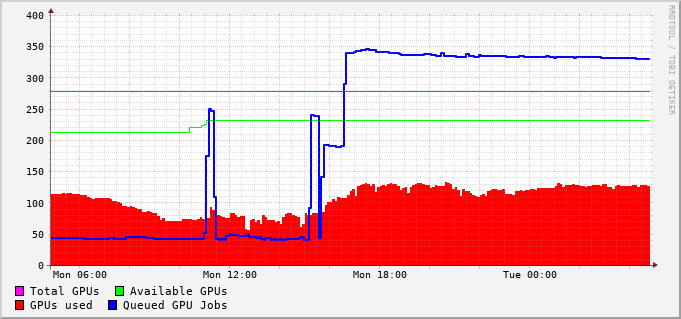 400
350
300
250
200
150
100
50
0
Mon 06:00 Mon 12:00 Mon 18:00 Tue 00:00
Total GPUs Available GPUs
GPUs used Queued GPU Jobs
RRDTOOL / TOBI OETIKER